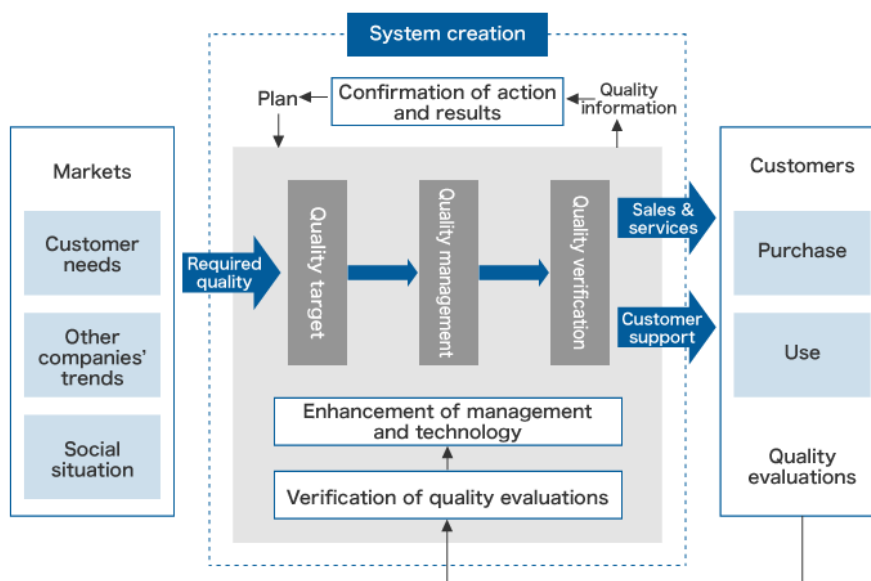 System creation
Plan
Confirmation of action
and results
Quality
information
Markets
Customer
needs
Other
companies’
trends
Social
situation
Required
quality
Quality target
Quality management
Quality verification
Sales &
services
Customer
support
Enhancement of management
and technology
Verification of quality evaluations
Customers
Purchase
Use
Quality
evaluations